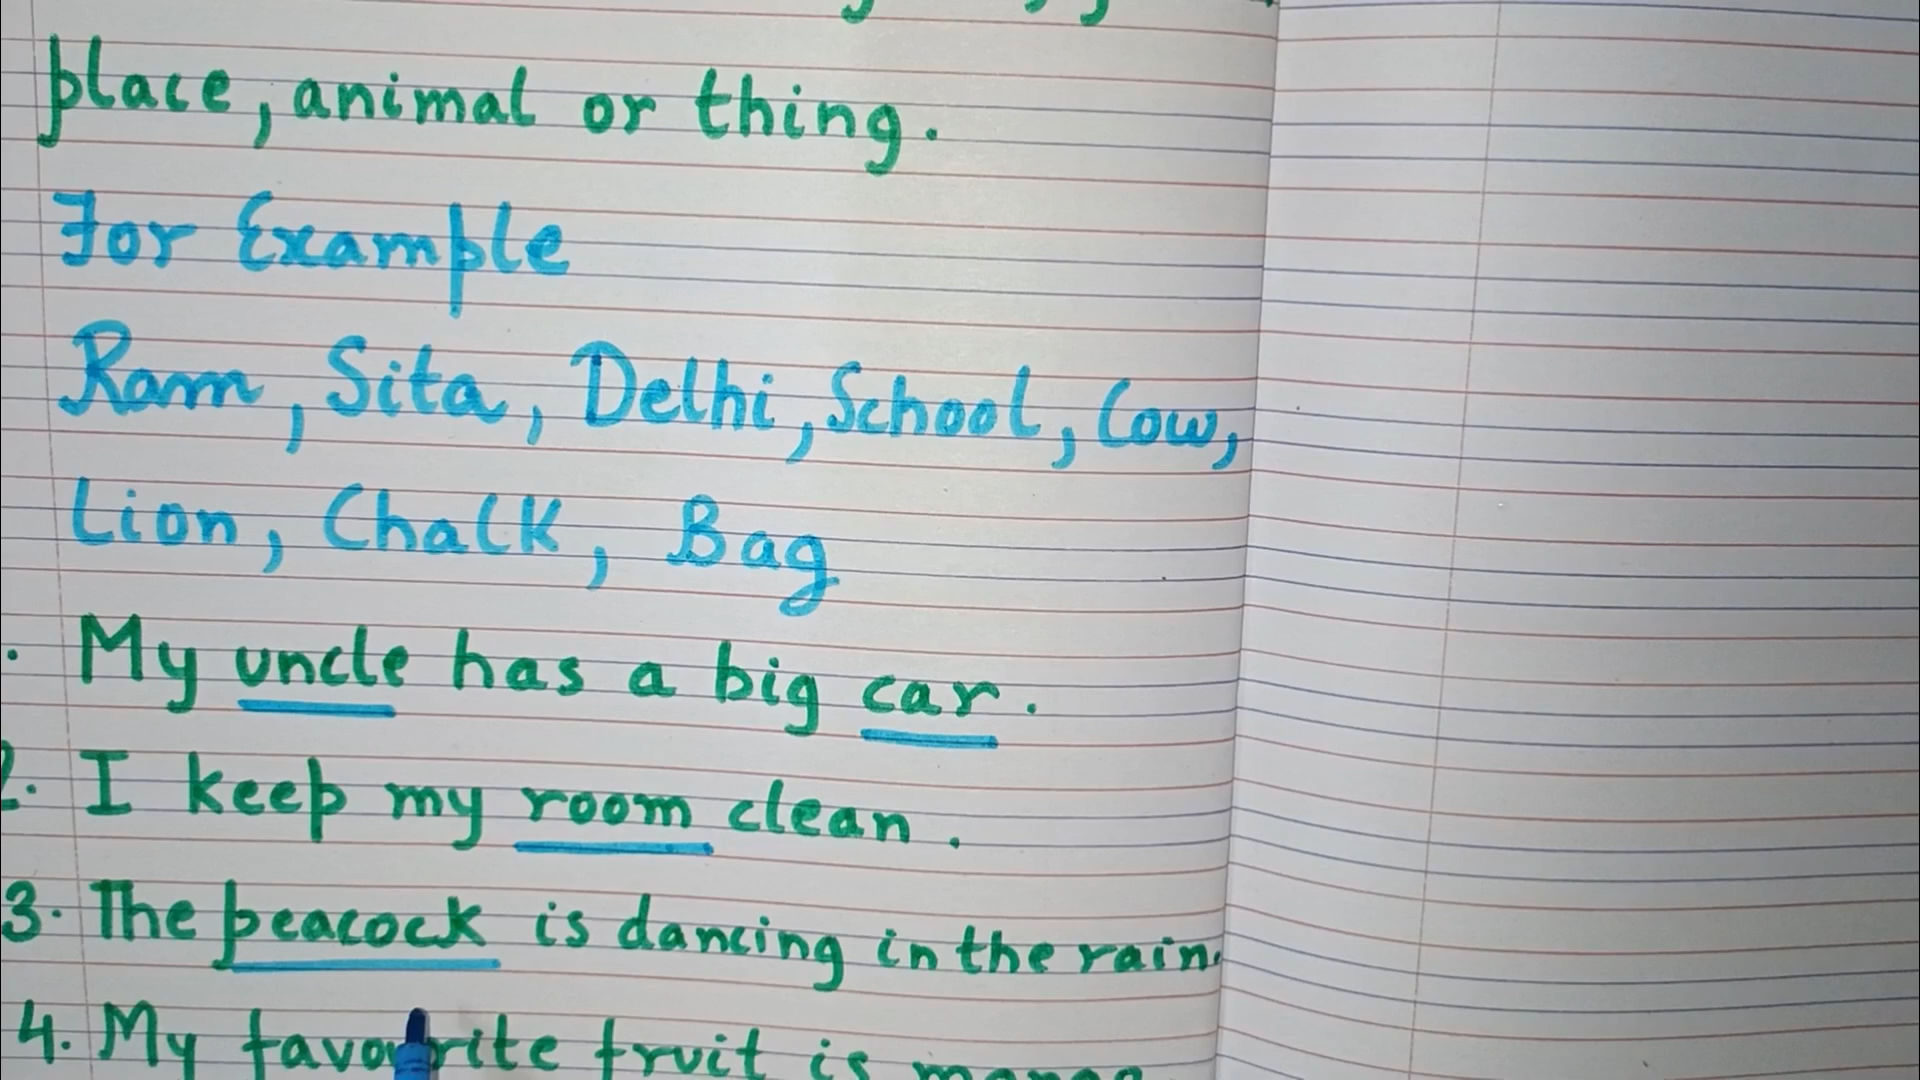 place, animal or thing.
For Example
Ram, Sita, Delhi, School, Cow,
Lion, Chalk, Bag
. My uncle has a big car.
2. I keep my room clean.
3. The peacock is dancing in the rain.
4. My favourite fruit is mango